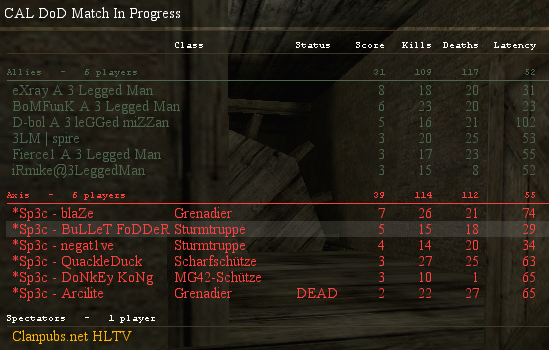 CAL DoD Match In Progress
Class Status Score Kills Deaths Latency
Allies - 6 players 31 109 117 52
eXray A 3 Legged Man 8 18 20 31
BoMFunK A 3 Legged Man 6 23 20 23
D-bol A 3 leGGed miZZan 5 16 21 102
3LM | spire 3 20 25 53
Fierce1 A 3 Legged Man 3 17 23 55
iRmike@3LeggedMan 3 15 8 52
Axis - 6 players 39 114 112 55
*Sp3c - blaZe Grenadier 7 26 21 74
*Sp3c - BuLLeT FoDDeR Sturmtruppe 5 15 18 29
*Sp3c - negat1ve Sturmtruppe 4 14 20 34
*Sp3c - QuackleDuck Scharfschütze 3 27 25 63
*Sp3c - DoNkEy KoNg MG42-Schütze 3 10 1 65
*Sp3c - Arcilite Grenadier DEAD 2 22 27 65
Spectators - 1 player
Clanpubs.net HLTV